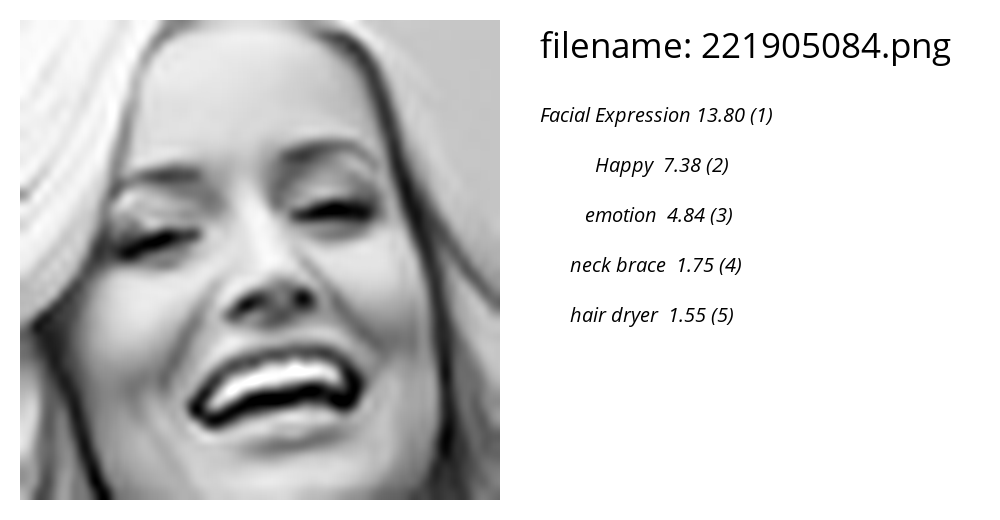 filename: 221905084.png
Facial Expression 13.80 (1)
Happy 7.38 (2)
emotion 4.84 (3)
neck brace 1.75 (4)
hair dryer 1.55 (5)